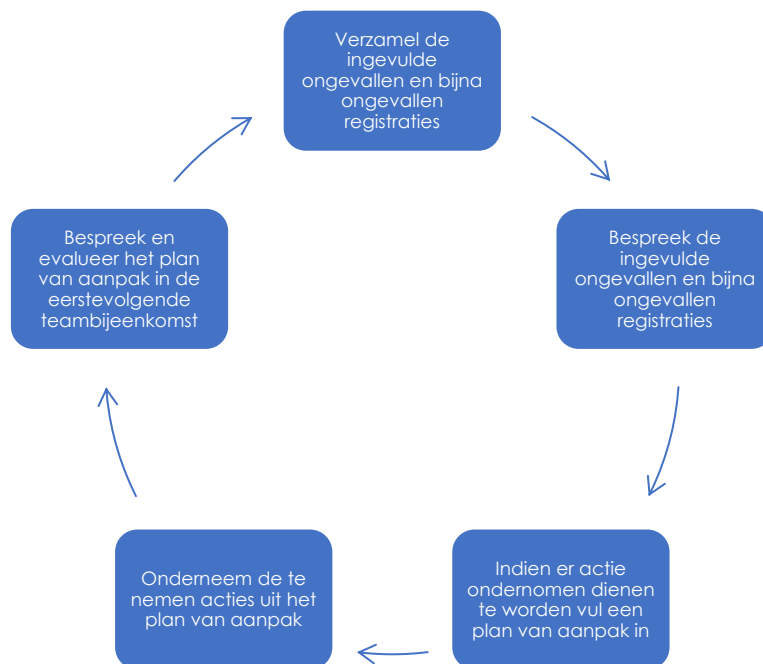 Verzamel de
ingevulde
ongevallen en bijna
ongevallen
registraties
Bespreek de
ingevulde
ongevallen en bijna
ongevallen
registraties
Indien er actie
ondernomen dienen
te worden vul een
plan van aanpak in
Onderneem de te
nemen acties uit het
plan van aanpak
Bespreek en
evalueer het plan
van aanpak in de
eerstevolgende
teambijeenkomst